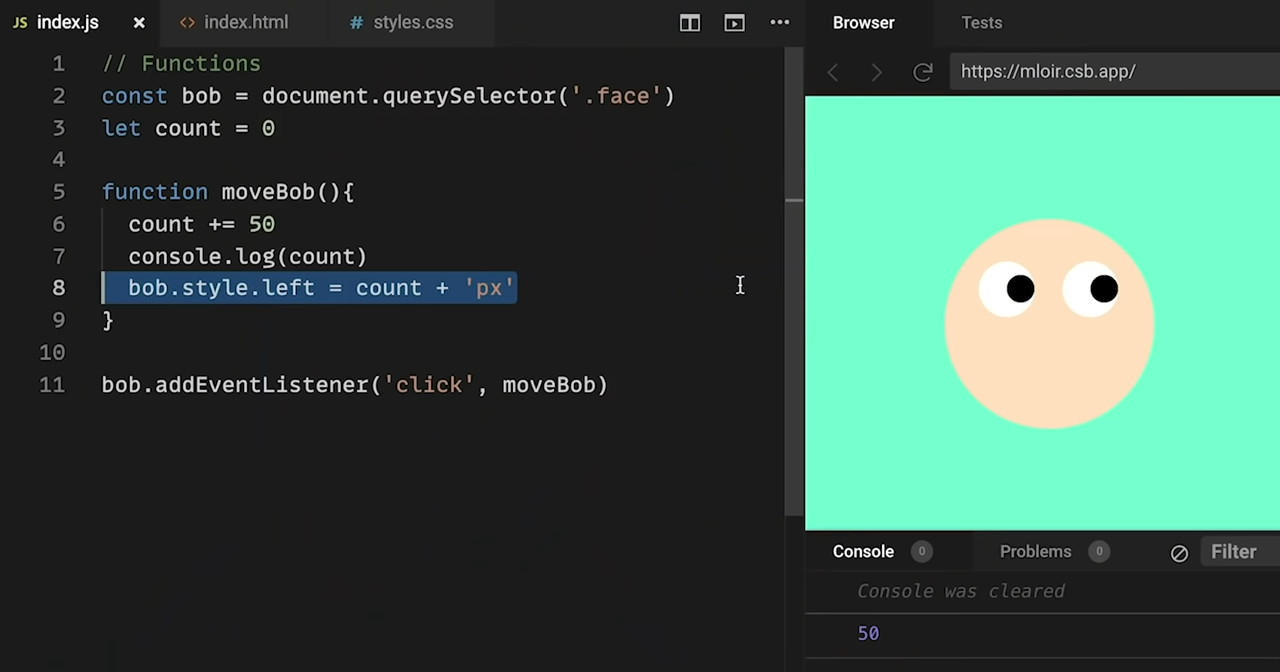 JS index.js ×
<> index.html
# styles.css
1 // Functions
2 const bob = document.querySelector('.face')
3 let count = 0
4
5 function moveBob(){
6 count += 50
7 console.log(count)
8 bob.style.left = count + 'px'
9 }
10
11 bob.addEventListener('click', moveBob)
Browser Tests
https://mloir.csb.app/
Console 0 Problems 0 Filter
Console was cleared
50